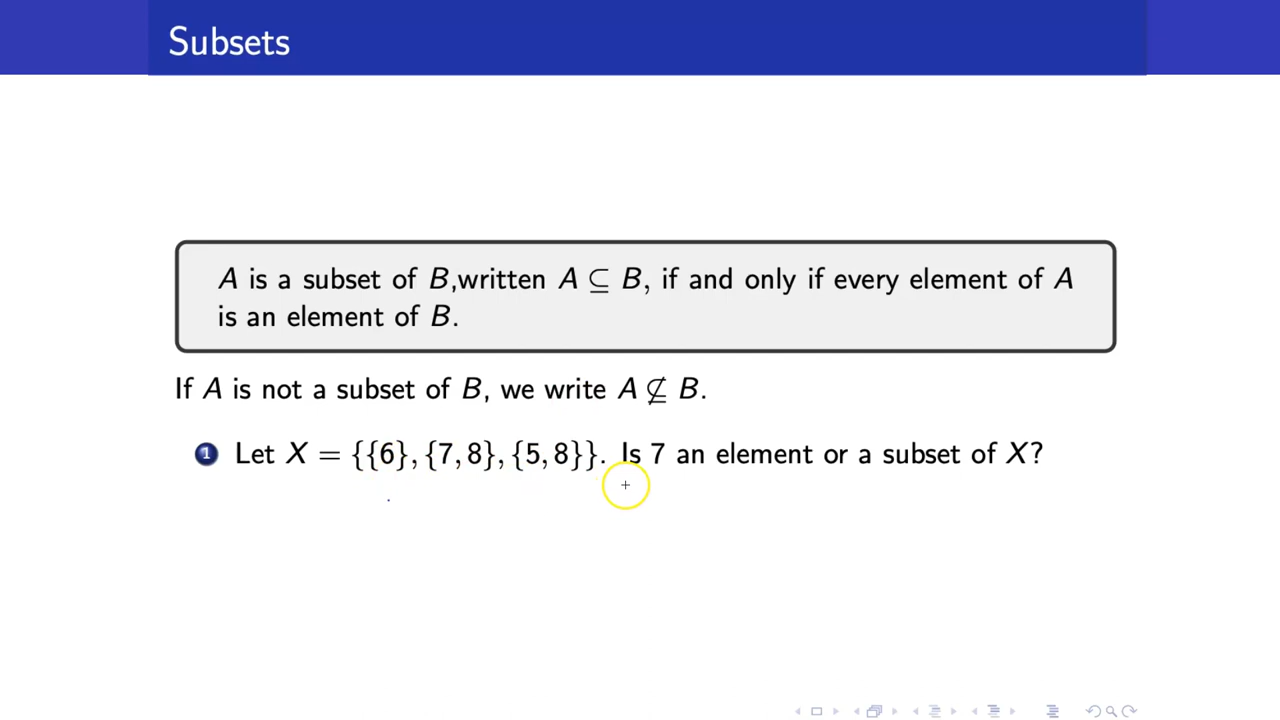 Subsets
A is a subset of B,written A ⊆ B, if and only if every element of A
is an element of B.
If A is not a subset of B, we write A ⊈ B.
1 Let X = {{6}, {7, 8}, {5, 8}}. Is 7 an element or a subset of X?